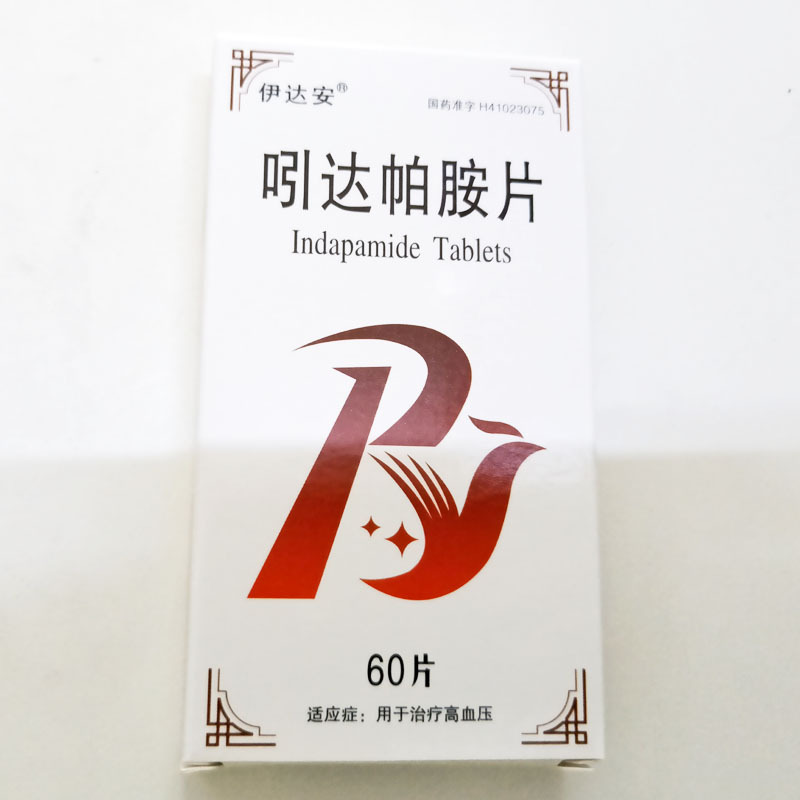 伊达安®
国药准字 H41023075
吲达帕胺片
Indapamide Tablets
60片
适应症：用于治疗高血压